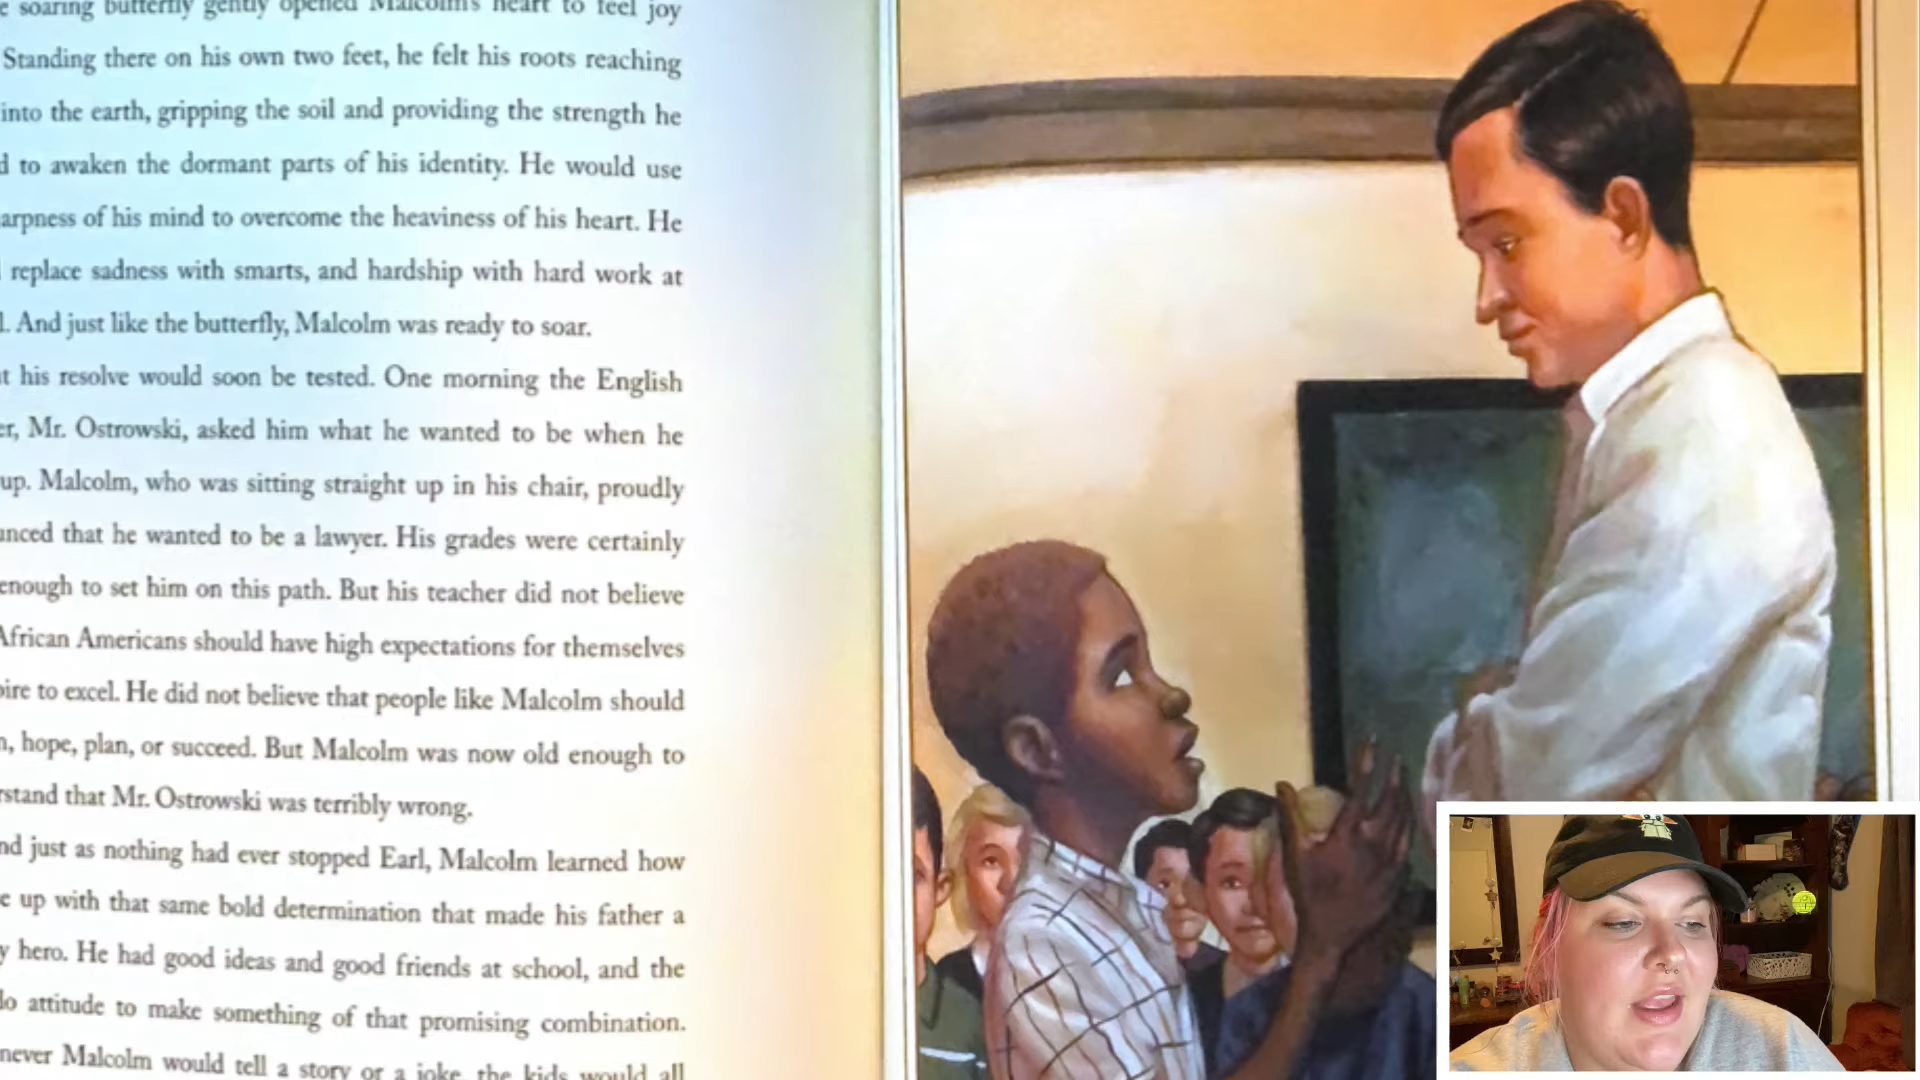 soaring butterfly gently opened Malcolm's heart to feel joy
Standing there on his own two feet, he felt his roots reaching
into the earth, gripping the soil and providing the strength he
to awaken the dormant parts of his identity. He would use
of his mind to overcome the heaviness of his heart. He
replace sadness with smarts, and hardship with hard work at
And just like the butterfly, Malcolm was ready to soar.
his resolve would soon be tested. One morning the English
Mr. Ostrowski, asked him what he wanted to be when he
up. Malcolm, who was sitting straight up in his chair, proudly
that he wanted to be a lawyer. His grades were certainly
enough to set him on this path. But his teacher did not believe
African Americans should have high expectations for themselves
to excel. He did not believe that people like Malcolm should
hope, plan, or succeed. But Malcolm was now old enough to
that Mr. Ostrowski was terribly wrong.
just as nothing had ever stopped Earl, Malcolm learned how
up with that same bold determination that made his father a
hero. He had good ideas and good friends at school, and the
attitude to make something of that promising combination.
Malcolm would tell a story or a joke, the kids would all